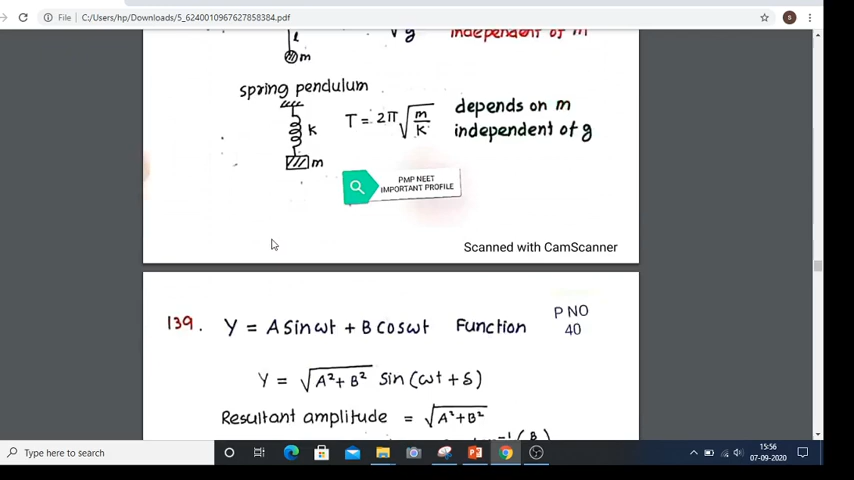 File | C:/Users/hp/Downloads/5_6240010967627858384.pdf
S
l
m
g
independent of m
spring pendulum
K
m
T = 2π √ m/K
depends on m
independent of g
PMP NEET
IMPORTANT PROFILE
Scanned with CamScanner
139. Y = A Sinωt + B cosωt Function
P NO
40
Y = √A²+B² sin(ωt + δ)
Resultant amplitude = √A²+B²
Type here to search
15:56
07-09-2020